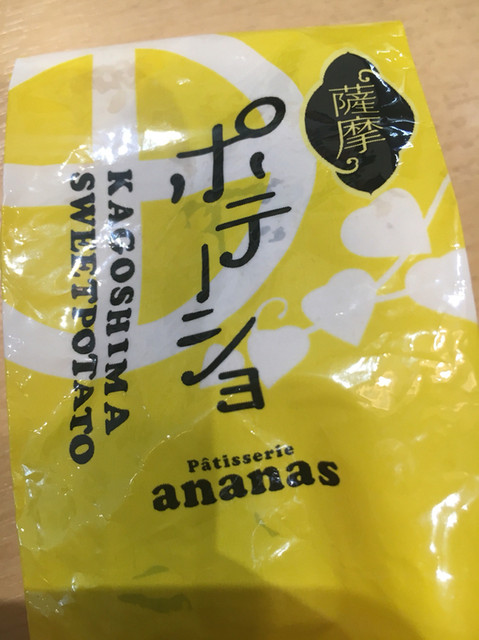 薩摩
ポテーショ
KAGOSHIMA
SWEETPOTATO
Pâtisserie
ananas